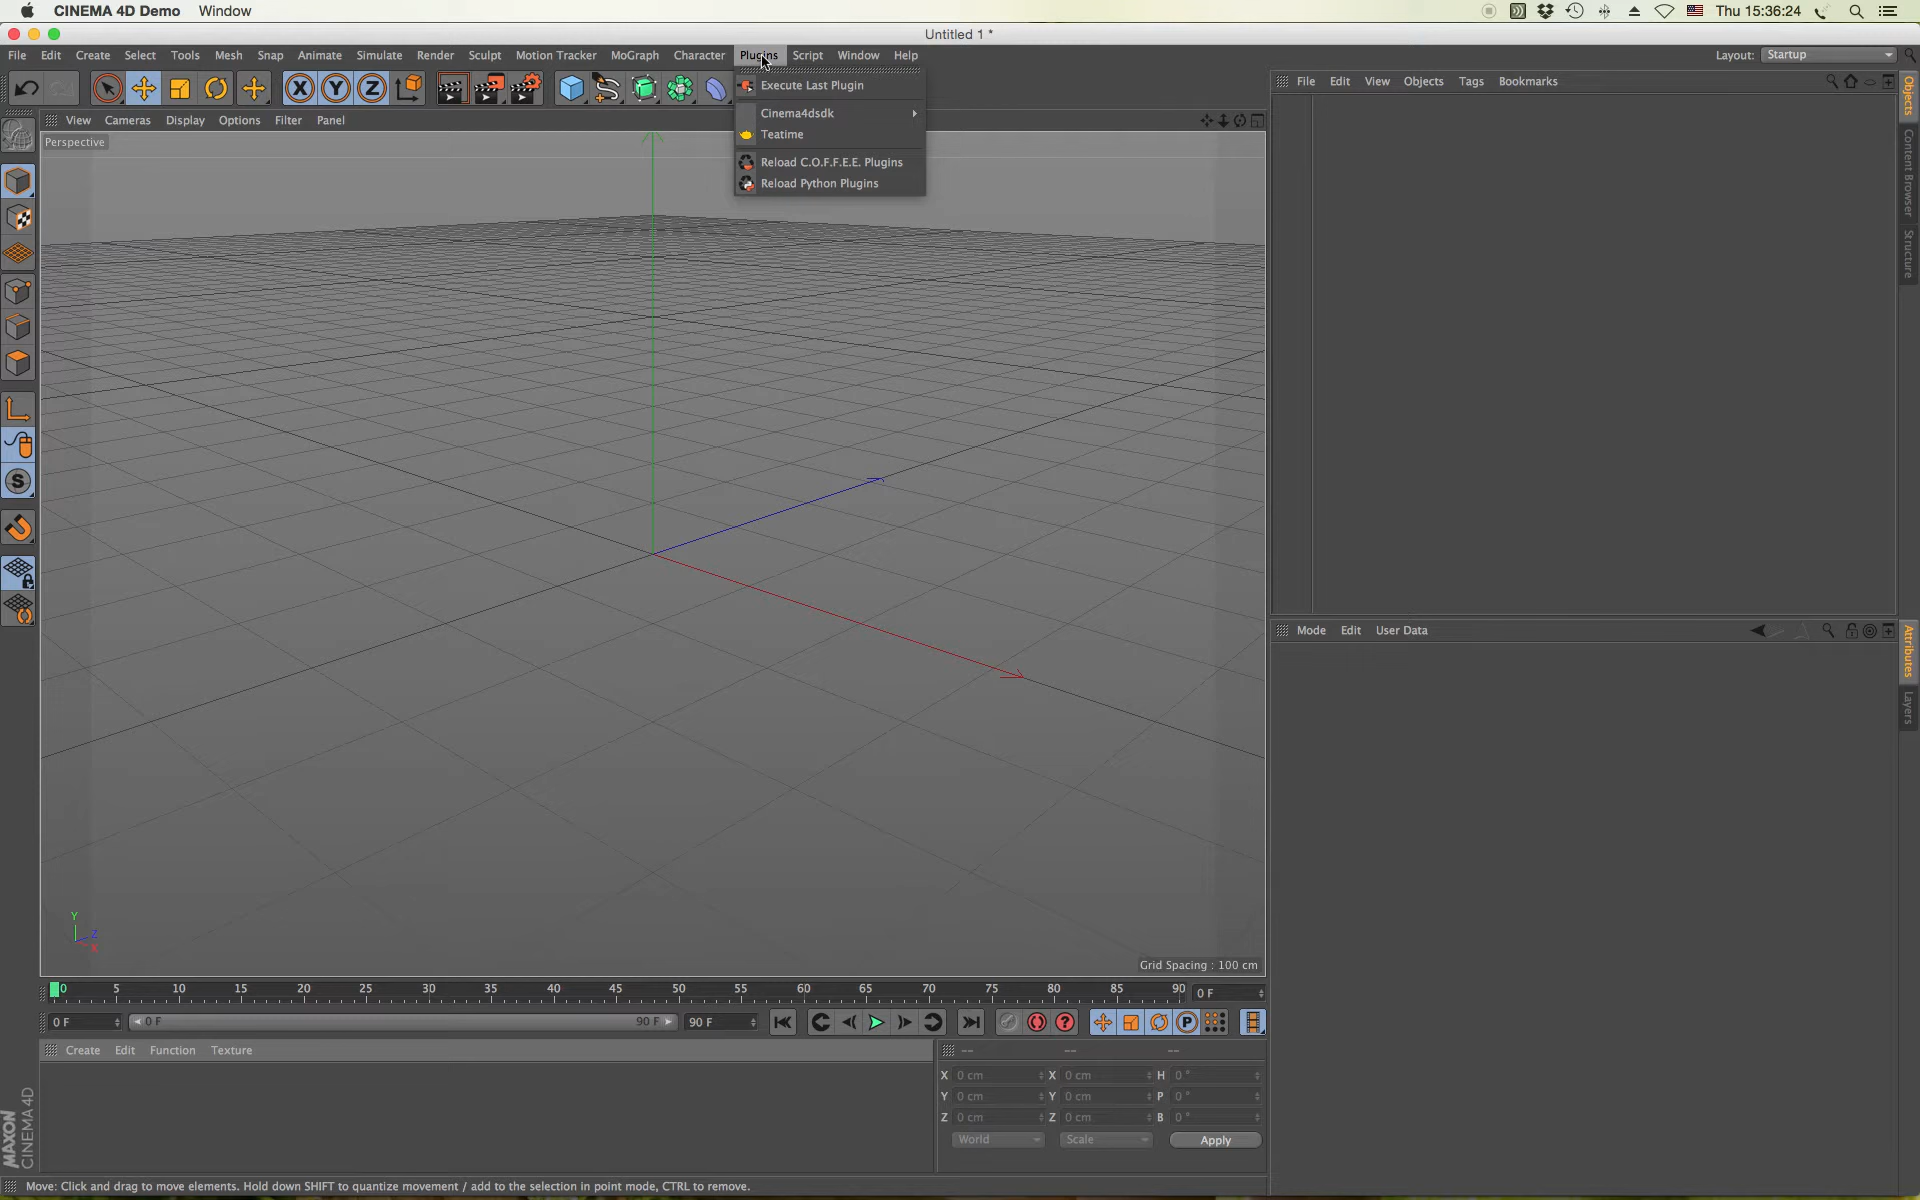 CINEMA 4D Demo Window Thu 15:36:24
Untitled 1 *
File Edit Create Select Tools Mesh Snap Animate Simulate Render Sculpt Motion Tracker MoGraph Character Plugins Script Window Help Layout: Startup
Execute Last Plugin
Cinema4dsdk
Teatime
Reload C.O.F.F.E.E. Plugins
Reload Python Plugins
X Y Z
View Cameras Display Options Filter Panel
Perspective
File Edit View Objects Tags Bookmarks
Objects
Content Browser
Structure
S
Y
Z
X
Grid Spacing : 100 cm
Mode Edit User Data
Attributes
Layers
0 5 10 15 20 25 30 35 40 45 50 55 60 65 70 75 80 85 90 0 F
0 F 0 F 90 F 90 F ? P
Create Edit Function Texture
-- -- --
X 0 cm X 0 cm H 0 °
Y 0 cm Y 0 cm P 0 °
Z 0 cm Z 0 cm B 0 °
World Scale Apply
MAXON
CINEMA 4D
Move: Click and drag to move elements. Hold down SHIFT to quantize movement / add to the selection in point mode, CTRL to remove.